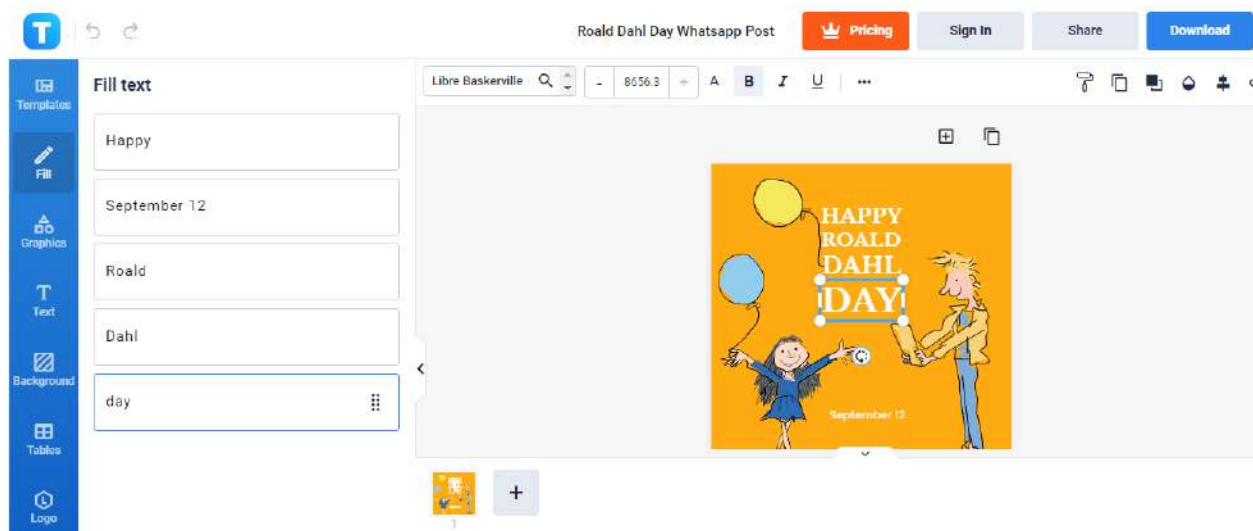 T
Roald Dahl Day Whatsapp Post
Pricing
Sign In
Share
Download
Templates
Fill
Graphics
Text
Background
Tables
Logo
Fill text
Happy
September 12
Roald
Dahl
day
Libre Baskerville
- 8656.3 +
A B I U ...
HAPPY
ROALD
DAHL
DAY
September 12
+
1